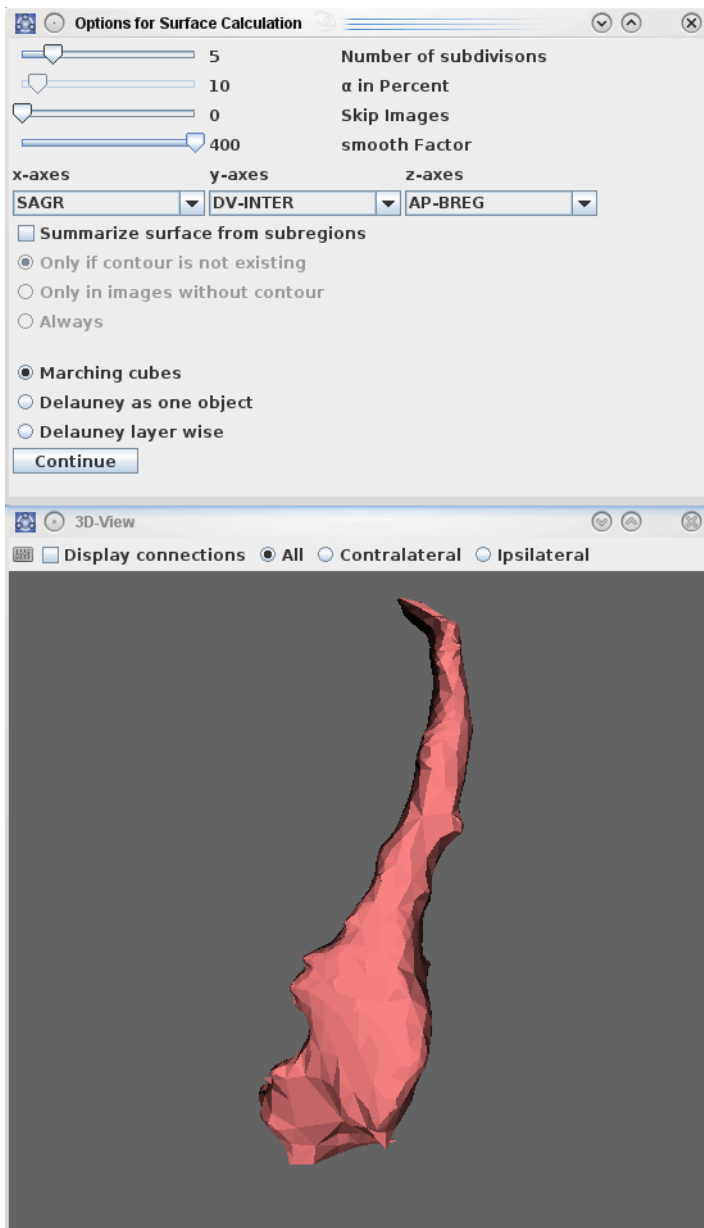 Options for Surface Calculation
5 Number of subdivisons
10 α in Percent
0 Skip Images
400 smooth Factor
x-axes y-axes z-axes
SAGR DV-INTER AP-BREG
Summarize surface from subregions
Only if contour is not existing
Only in images without contour
Always
Marching cubes
Delauney as one object
Delauney layer wise
Continue
3D-View
Display connections All Contralateral Ipsilateral